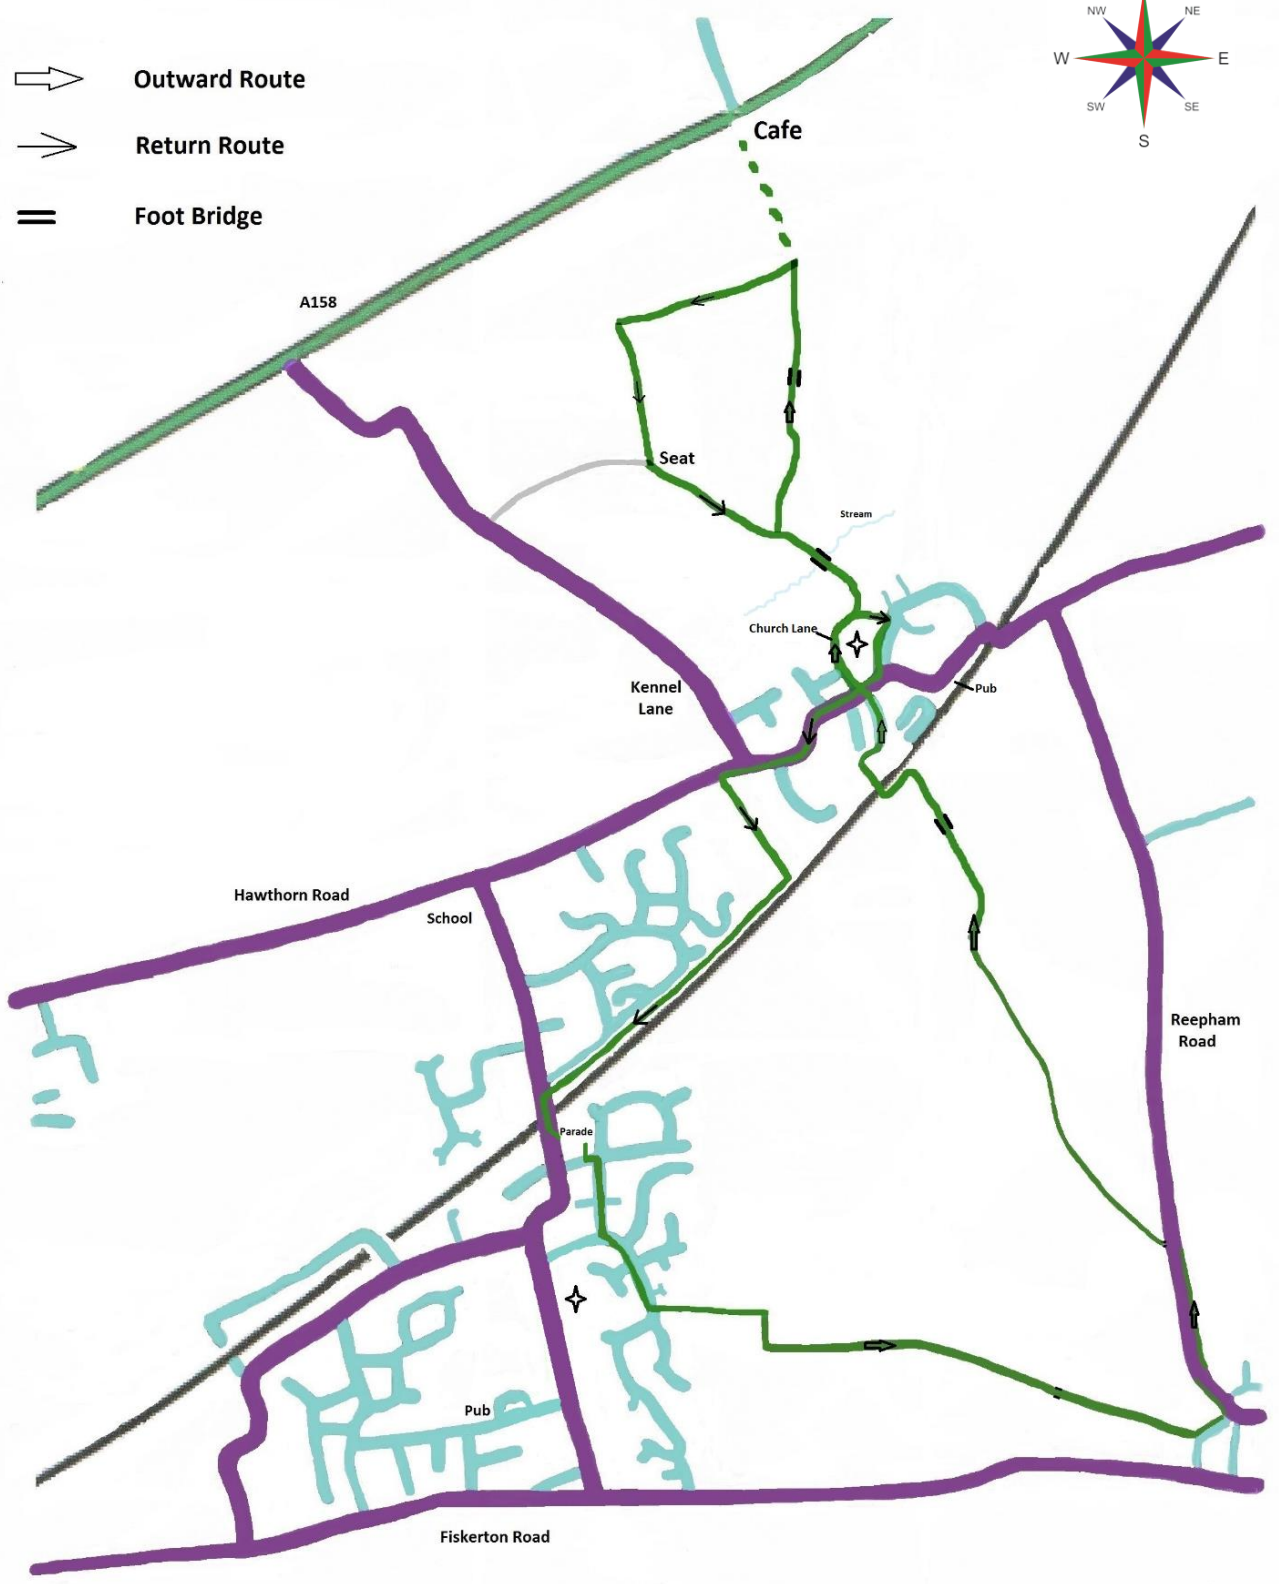 NW
NE
Outward Route
W
E
SW
SE
Cafe
S
Return Route
Foot Bridge
A158
Seat
Stream
Church Lane
Kennel
Lane
Pub
Hawthorn Road
School
Reepham
Road
Parade
Pub
Fiskerton Road